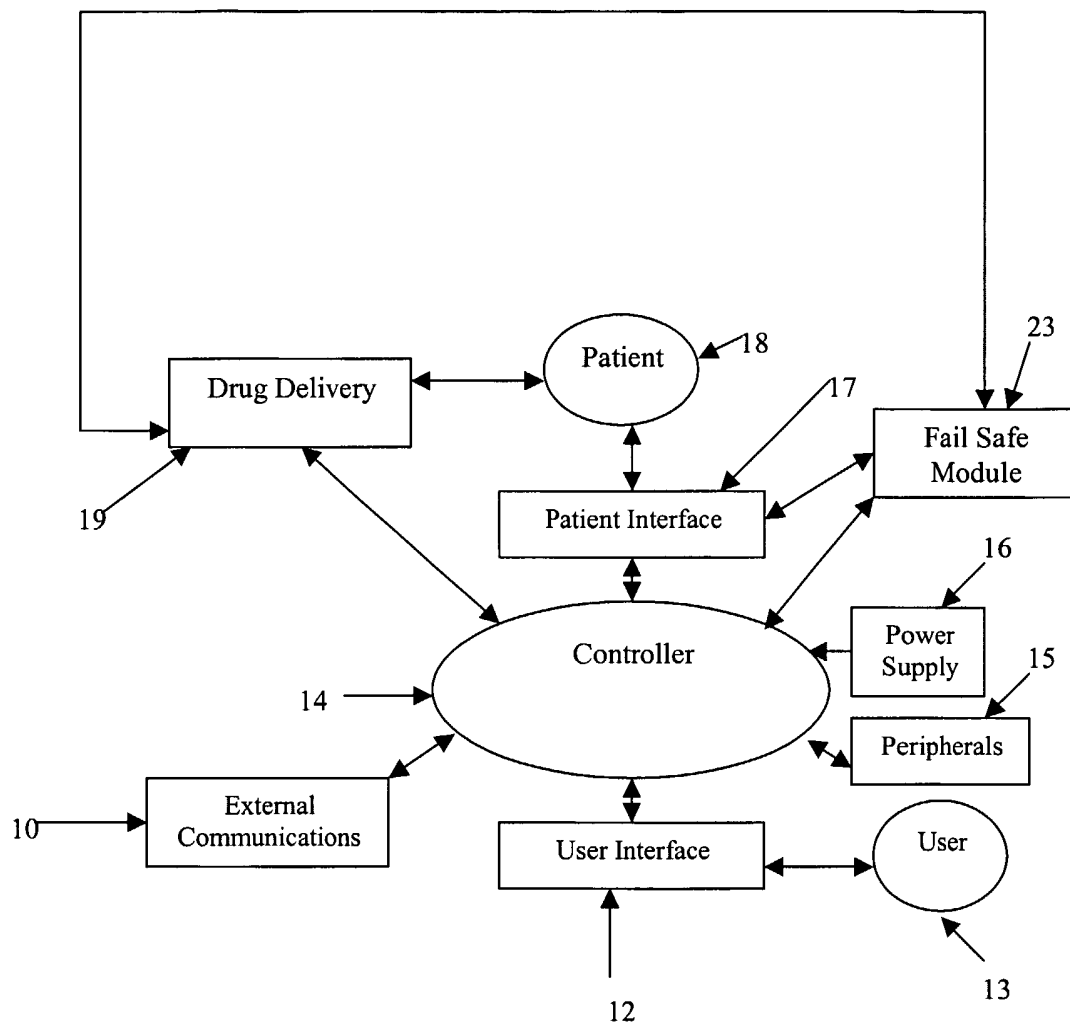 23
18
Patient
Drug Delivery
17
Fail Safe
Module
19
Patient Interface
16
Power
Supply
Controller
15
14
Peripherals
External
Communications
10
User Interface
User
13
12